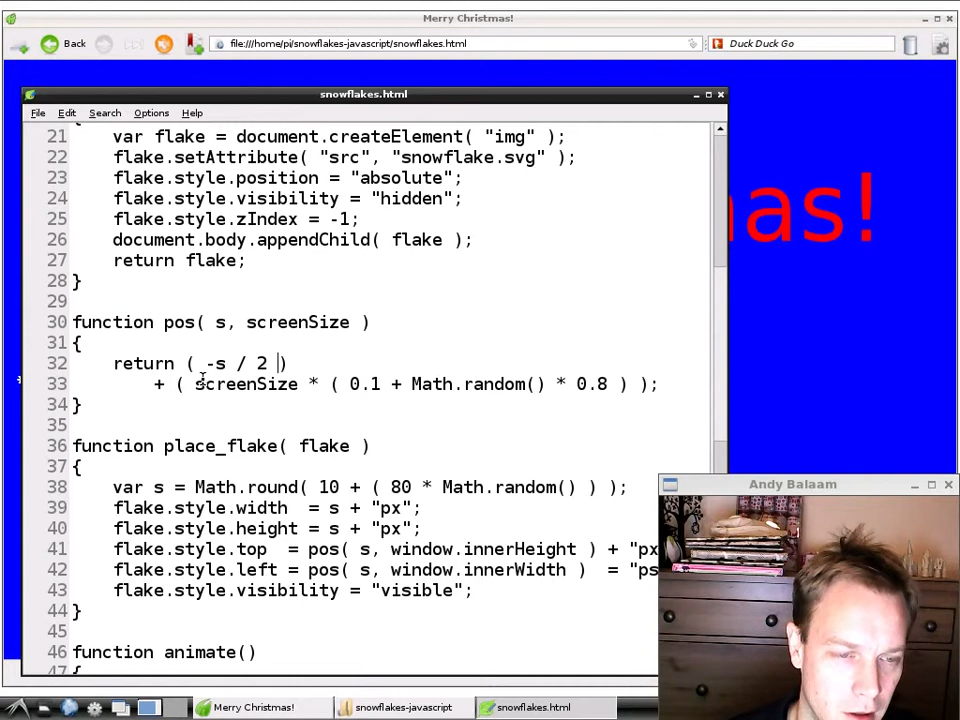 Merry Christmas!
Back
file:///home/pi/snowflakes-javascript/snowflakes.html
Duck Duck Go
mas!
snowflakes.html
File Edit Search Options Help
{
21 var flake = document.createElement( "img" );
22 flake.setAttribute( "src", "snowflake.svg" );
23 flake.style.position = "absolute";
24 flake.style.visibility = "hidden";
25 flake.style.zIndex = -1;
26 document.body.appendChild( flake );
27 return flake;
28 }
29
30 function pos( s, screenSize )
31 {
32 return ( -s / 2 )
33 + ( screenSize * ( 0.1 + Math.random() * 0.8 ) );
34 }
35
36 function place_flake( flake )
37 {
38 var s = Math.round( 10 + ( 80 * Math.random() ) );
39 flake.style.width  = s + "px";
40 flake.style.height = s + "px";
41 flake.style.top  = pos( s, window.innerHeight ) + "px
42 flake.style.left = pos( s, window.innerWidth )  = "ps
43 flake.style.visibility = "visible";
44 }
45
46 function animate()
47 {
Andy Balaam
Merry Christmas!
snowflakes-javascript
snowflakes.html